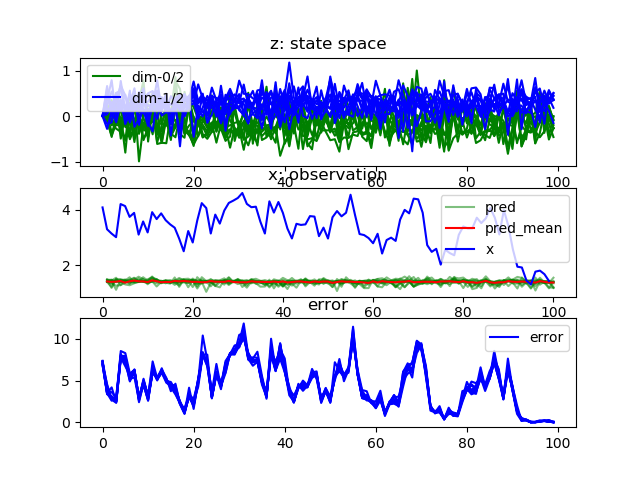 z: state space
1
0
−1
dim-0/2
dim-1/2
0 20 40 60 80 100
x: observation
4
2
pred
pred_mean
x
0 20 40 60 80 100
error
10
5
0
error
0 20 40 60 80 100